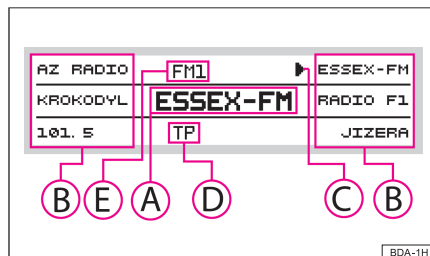 AZ RADIO FM1 ESSEX-FM
KROKODYL ESSEX-FM RADIO F1
101.5 TP JIZERA
B E A D C B
BDA-1H